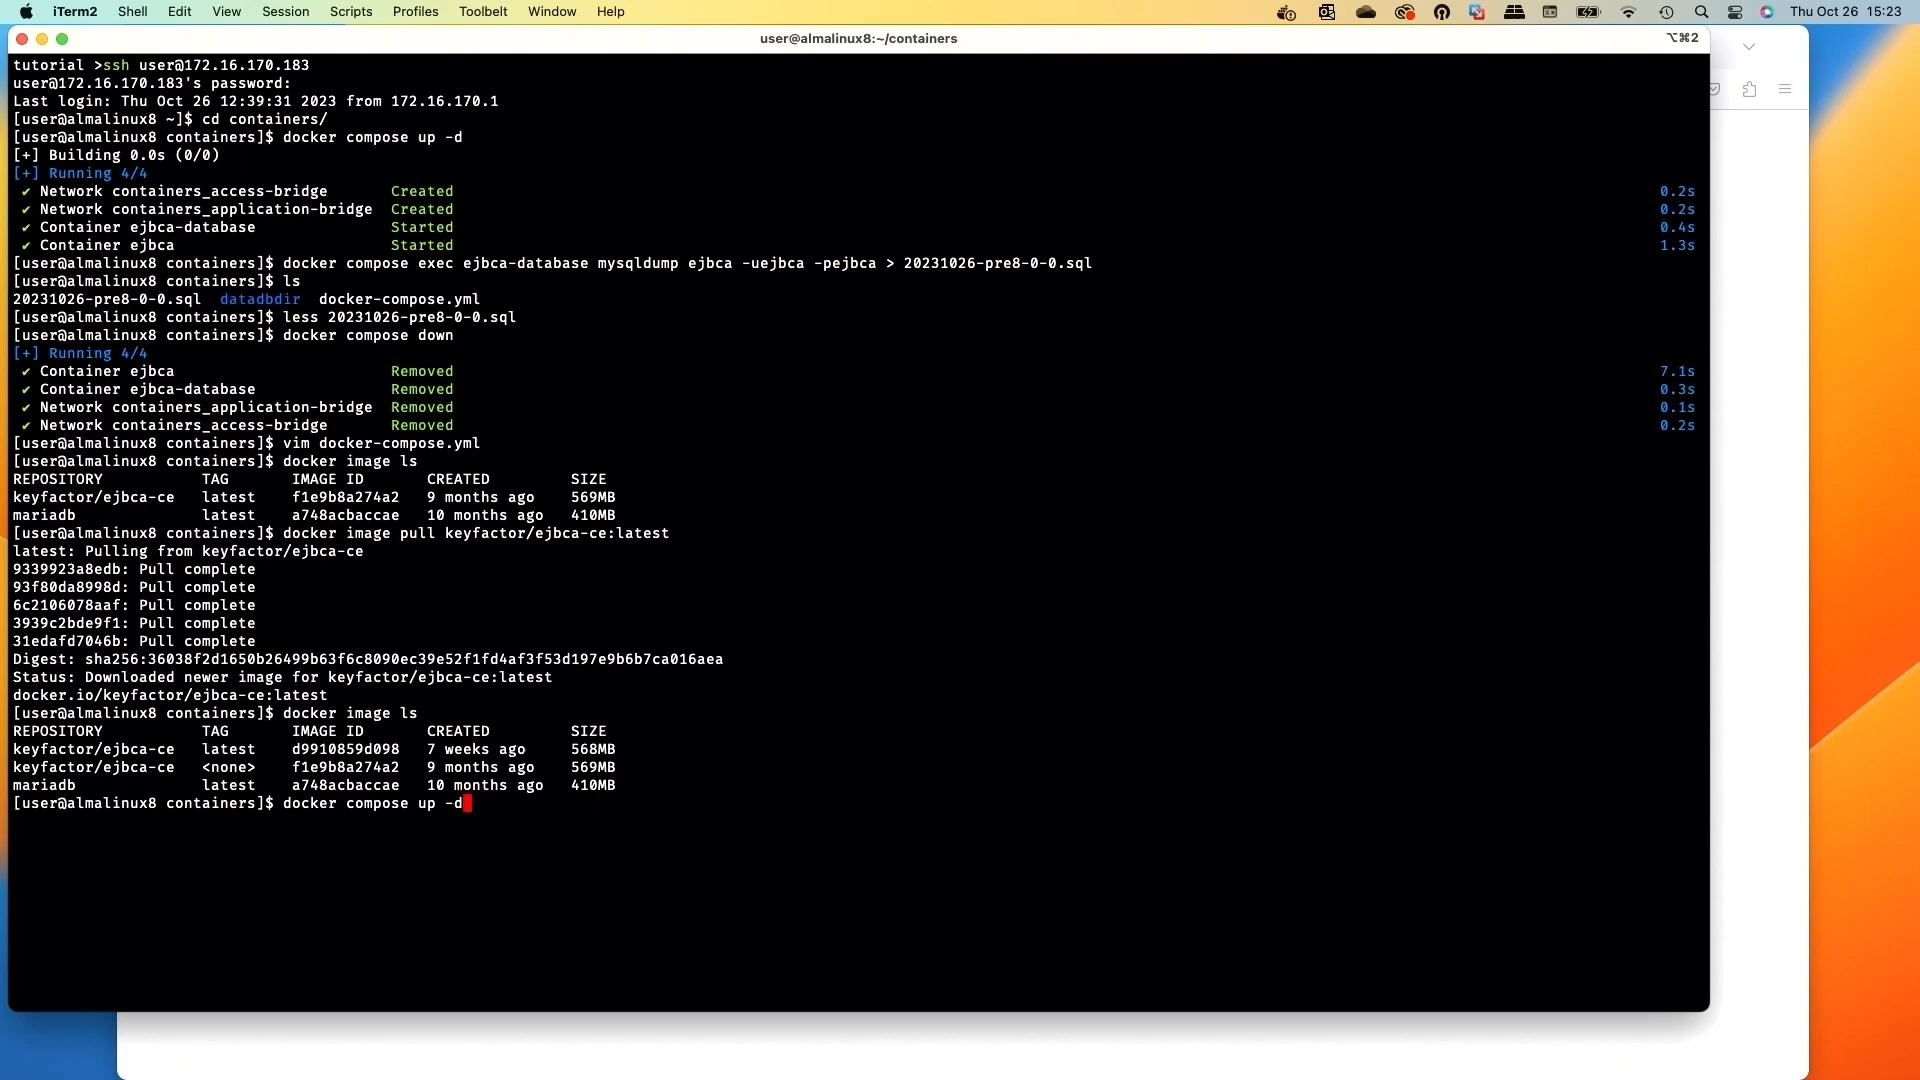 iTerm2 Shell Edit View Session Scripts Profiles Toolbelt Window Help Thu Oct 26 15:23
user@almalinux8:~/containers ⌥⌘2
tutorial >ssh user@172.16.170.183
user@172.16.170.183's password:
Last login: Thu Oct 26 12:39:31 2023 from 172.16.170.1
[user@almalinux8 ~]$ cd containers/
[user@almalinux8 containers]$ docker compose up -d
[+] Building 0.0s (0/0)
[+] Running 4/4
✔ Network containers_access-bridge Created 0.2s
✔ Network containers_application-bridge Created 0.2s
✔ Container ejbca-database Started 0.4s
✔ Container ejbca Started 1.3s
[user@almalinux8 containers]$ docker compose exec ejbca-database mysqldump ejbca -uejbca -pejbca > 20231026-pre8-0-0.sql
[user@almalinux8 containers]$ ls
20231026-pre8-0-0.sql datadbdir docker-compose.yml
[user@almalinux8 containers]$ less 20231026-pre8-0-0.sql
[user@almalinux8 containers]$ docker compose down
[+] Running 4/4
✔ Container ejbca Removed 7.1s
✔ Container ejbca-database Removed 0.3s
✔ Network containers_application-bridge Removed 0.1s
✔ Network containers_access-bridge Removed 0.2s
[user@almalinux8 containers]$ vim docker-compose.yml
[user@almalinux8 containers]$ docker image ls
REPOSITORY TAG IMAGE ID CREATED SIZE
keyfactor/ejbca-ce latest f1e9b8a274a2 9 months ago 569MB
mariadb latest a748acbaccae 10 months ago 410MB
[user@almalinux8 containers]$ docker image pull keyfactor/ejbca-ce:latest
latest: Pulling from keyfactor/ejbca-ce
9339923a8edb: Pull complete
93f80da8998d: Pull complete
6c2106078aaf: Pull complete
3939c2bde9f1: Pull complete
31edafd7046b: Pull complete
Digest: sha256:36038f2d1650b26499b63f6c8090ec39e52f1fd4af3f53d197e9b6b7ca016aea
Status: Downloaded newer image for keyfactor/ejbca-ce:latest
docker.io/keyfactor/ejbca-ce:latest
[user@almalinux8 containers]$ docker image ls
REPOSITORY TAG IMAGE ID CREATED SIZE
keyfactor/ejbca-ce latest d9910859d098 7 weeks ago 568MB
keyfactor/ejbca-ce <none> f1e9b8a274a2 9 months ago 569MB
mariadb latest a748acbaccae 10 months ago 410MB
[user@almalinux8 containers]$ docker compose up -d